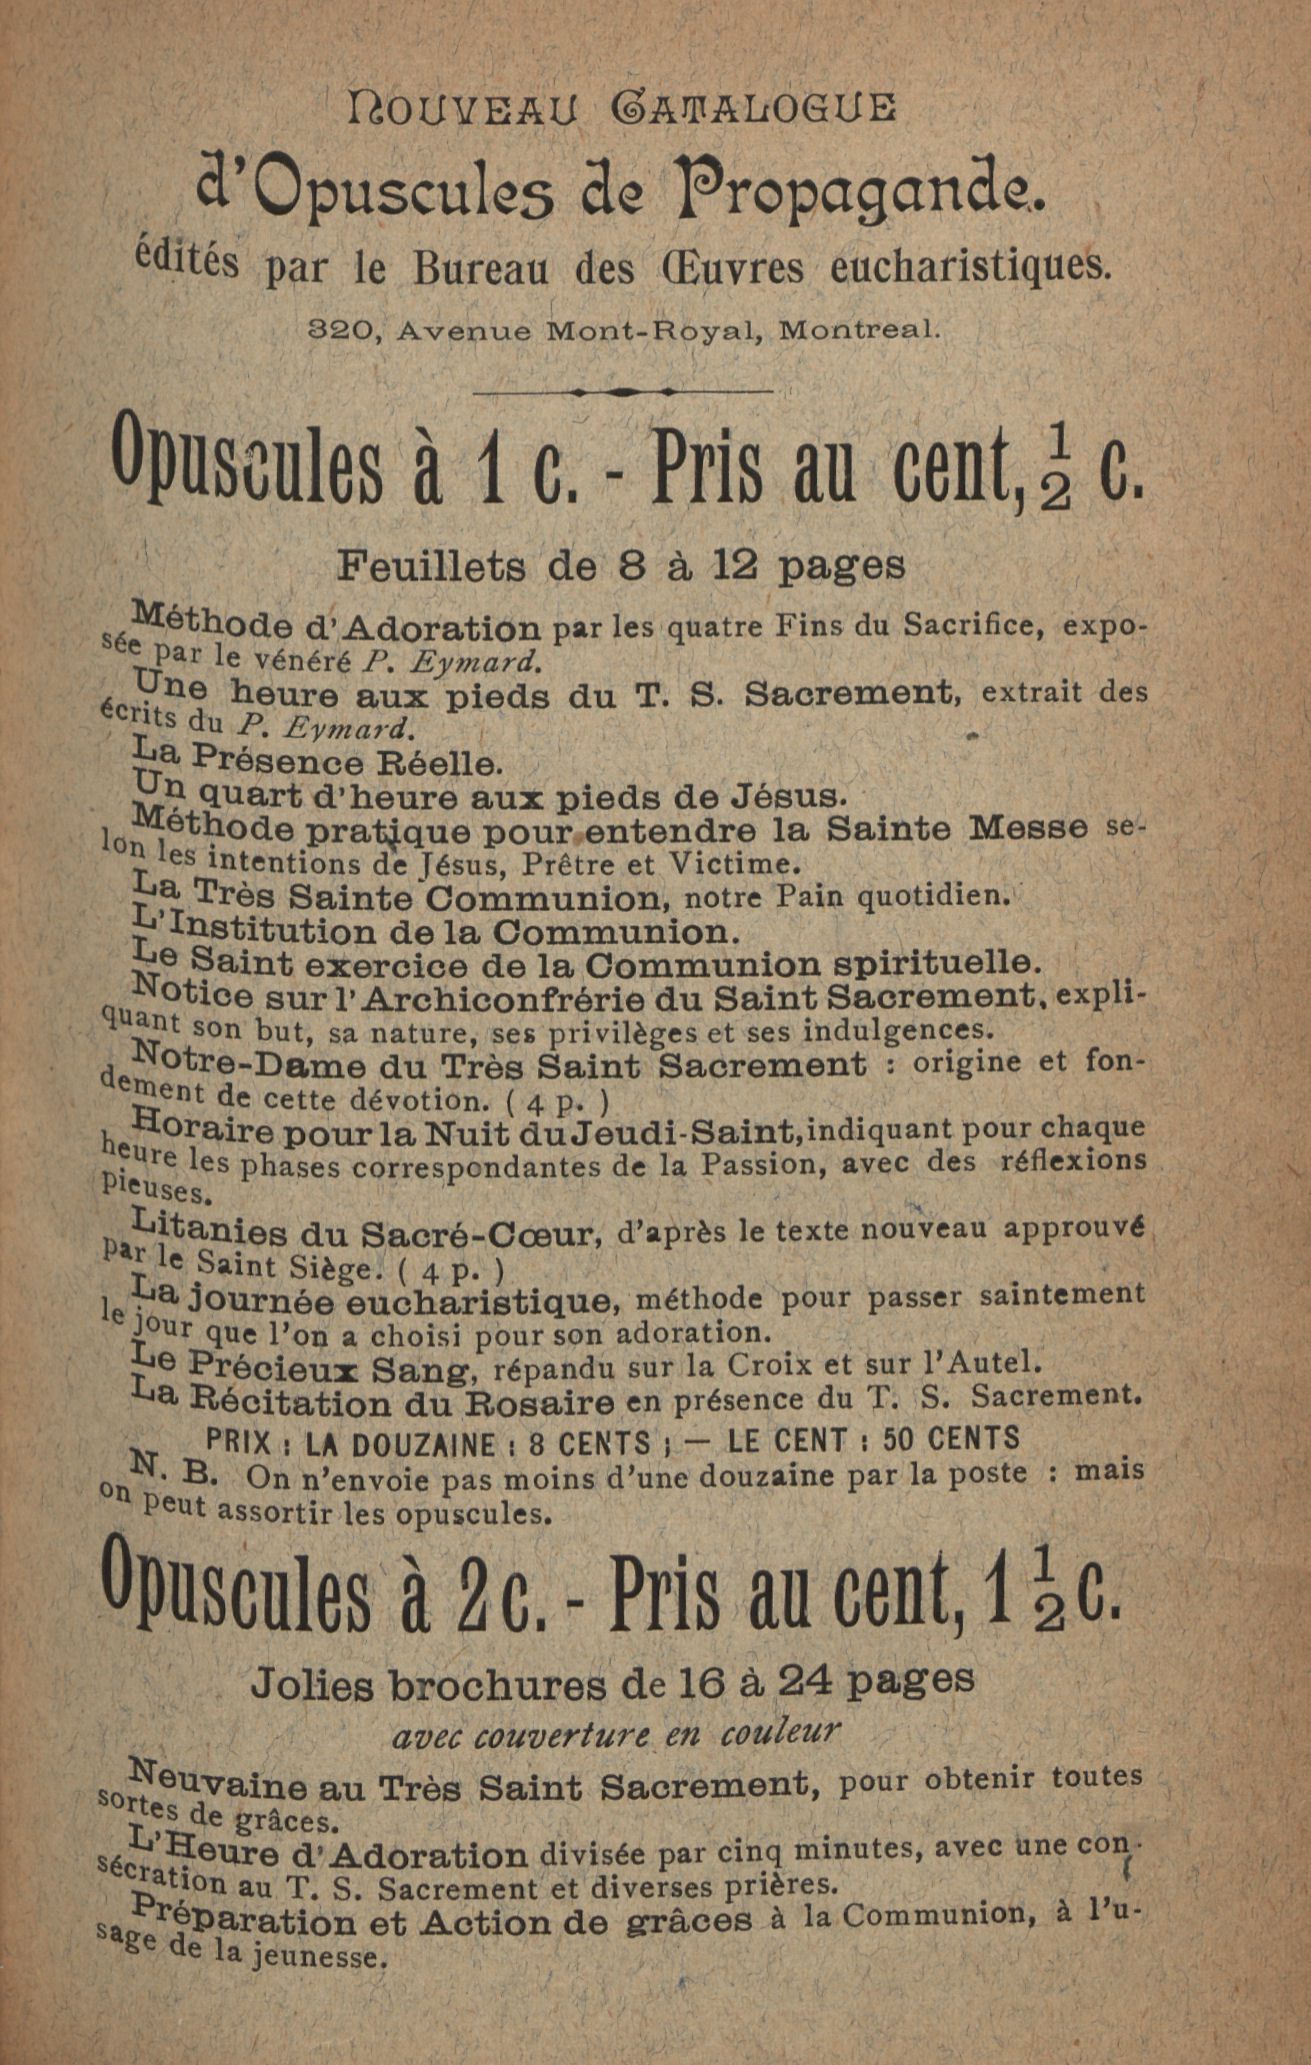 NOUVEAU CATALOGUE
d'Opuscules de Propagande.
édités par le Bureau des Œuvres eucharistiques.
320, Avenue Mont-Royal, Montreal.
Opuscules à 1 c. - Pris au cent, ½ c.
Feuillets de 8 à 12 pages
Méthode d'Adoration par les quatre Fins du Sacrifice, expo-
sée par le vénéré P. Eymard.
Une heure aux pieds du T. S. Sacrement, extrait des
écrits du P. Eymard.
La Présence Réelle.
Un quart d'heure aux pieds de Jésus.
Méthode pratique pour entendre la Sainte Messe se-
lon les intentions de Jésus, Prêtre et Victime.
La Très Sainte Communion, notre Pain quotidien.
L'Institution de la Communion.
Le Saint exercice de la Communion spirituelle.
Notice sur l'Archiconfrérie du Saint Sacrement, expli-
quant son but, sa nature, ses privilèges et ses indulgences.
Notre-Dame du Très Saint Sacrement : origine et fon-
dement de cette dévotion. ( 4 p. )
Horaire pour la Nuit du Jeudi-Saint, indiquant pour chaque
heure les phases correspondantes de la Passion, avec des réflexions
pieuses.
Litanies du Sacré-Cœur, d'après le texte nouveau approuvé
par le Saint Siège. ( 4 p. )
La journée eucharistique, méthode pour passer saintement
le jour que l'on a choisi pour son adoration.
Le Précieux Sang, répandu sur la Croix et sur l'Autel.
La Récitation du Rosaire en présence du T. S. Sacrement.
PRIX : LA DOUZAINE : 8 CENTS ; — LE CENT : 50 CENTS
N. B. On n'envoie pas moins d'une douzaine par la poste : mais
on peut assortir les opuscules.
Opuscules à 2 c. - Pris au cent, 1 ½ c.
Jolies brochures de 16 à 24 pages
avec couverture en couleur
Neuvaine au Très Saint Sacrement, pour obtenir toutes
sortes de grâces.
L'Heure d'Adoration divisée par cinq minutes, avec une con-
sécration au T. S. Sacrement et diverses prières.
Préparation et Action de grâces à la Communion, à l'u-
sage de la jeunesse.